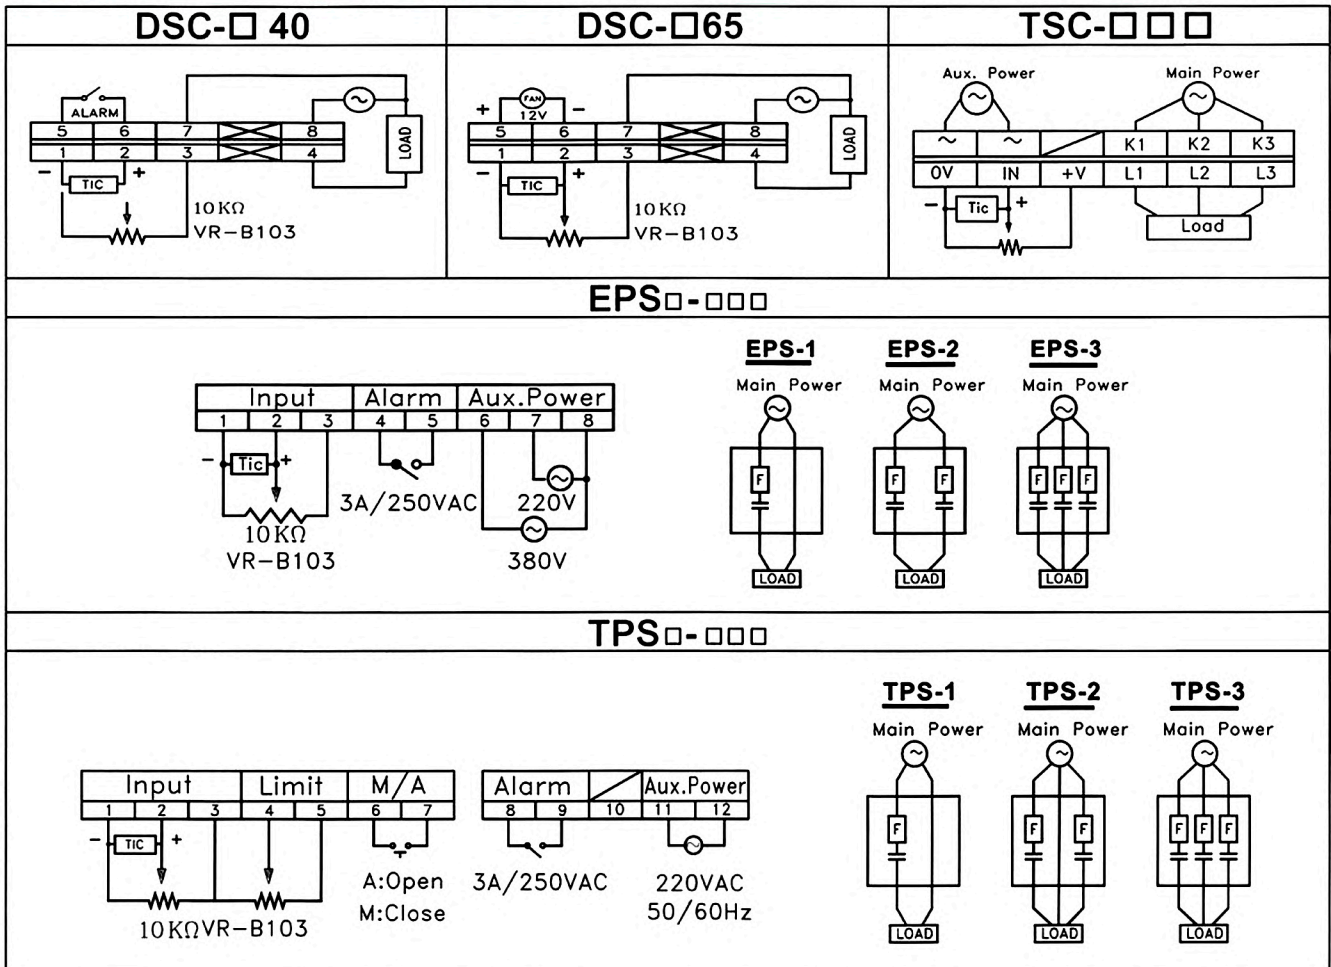 DSC-□ 40
DSC-□65
TSC-□ □ □
ALARM
5 6 7 8
1 2 3 4
LOAD
- TIC +
10KΩ
VR-B103
+ FAN -
12V
5 6 7 8
1 2 3 4
LOAD
- TIC +
10KΩ
VR-B103
Aux. Power
Main Power
~ ~ K1 K2 K3
0V IN +V L1 L2 L3
- Tic +
Load
EPS□-□□□
Input Alarm Aux.Power
1 2 3 4 5 6 7 8
- Tic +
3A/250VAC
220V
10KΩ
VR-B103
380V
EPS-1
Main Power
F
LOAD
EPS-2
Main Power
F F
LOAD
EPS-3
Main Power
F F F
LOAD
TPS□-□□□
Input Limit M/A
1 2 3 4 5 6 7
- TIC +
A:Open
M:Close
10KΩVR-B103
Alarm Aux.Power
8 9 10 11 12
3A/250VAC
220VAC
50/60Hz
TPS-1
Main Power
F
LOAD
TPS-2
Main Power
F F
LOAD
TPS-3
Main Power
F F F
LOAD